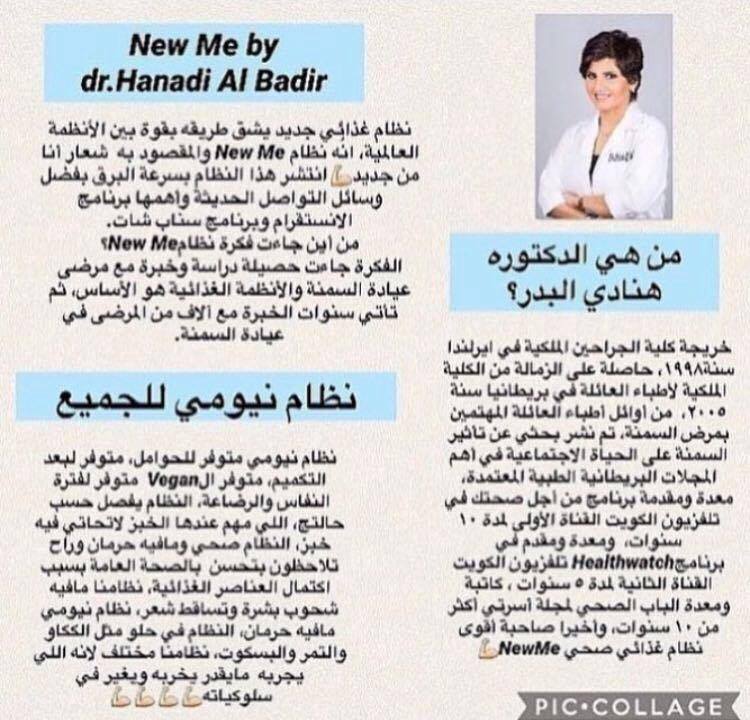 New Me by
dr.Hanadi Al Badir
نظام غذائي جديد يشق طريقه بقوة بين الأنظمة
العالمية، انه نظام New Me والمقصود به شعار أنا
من جديد💪 انتشر هذا النظام بسرعة البرق بفضل
وسائل التواصل الحديثة وأهمها برنامج
الانستقرام وبرنامج سناب شات.
من أين جاءت فكرة نظام New Me؟
الفكرة جاءت حصيلة دراسة وخبرة مع مرضى
عيادة السمنة والأنظمة الغذائية هو الأساس، ثم
تأتي سنوات الخبرة مع آلاف من المرضى في
عيادة السمنة.
نظام نيومي للجميع
نظام نيومي متوفر للحوامل، متوفر لبعد
التكميم، متوفر الVegan متوفر لفترة
النفاس والرضاعة، النظام يفصل حسب
حالتج، اللي مهم عندها الخبز لاتحاتي فيه
خبز، النظام صحي ومافيه حرمان وراح
تلاحظون بتحسن بالصحة العامة بسبب
اكتمال العناصر الغذائية، نظامنا مافيه
شحوب بشرة وتساقط شعر، نظام نيومي
مافيه حرمان، النظام في حلو مثل الككاو
والتمر والبسكوت، نظامنا مختلف لانه اللي
يجربه مايقدر يخربه ويغير في
سلوكياته💪💪💪💪
من هي الدكتوره
هنادي البدر؟
خريجة كلية الجراحين الملكية في ايرلندا
سنة١٩٩٨، حاصلة على الزمالة من الكلية
الملكية لأطباء العائلة في بريطانيا سنة
٢٠٠٥، من أوائل أطباء العائلة المهتمين
بمرض السمنة، تم نشر بحثي عن تاثير
السمنة على الحياة الاجتماعية في أهم
المجلات البريطانية الطبية المعتمدة،
معدة ومقدمة برنامج من أجل صحتك في
تلفزيون الكويت القناة الأولى لمدة ١٠
سنوات، ومعدة ومقدم في
برنامج Healthwatch تلفزيون الكويت
القناة الثانية لمدة ٥ سنوات، كاتبة
ومعدة الباب الصحي لمجلة أسرتي أكثر
من ١٠ سنوات، وأخيرا صاحبة أقوى
نظام غذائي صحي NewMe💪
PIC•COLLAGE